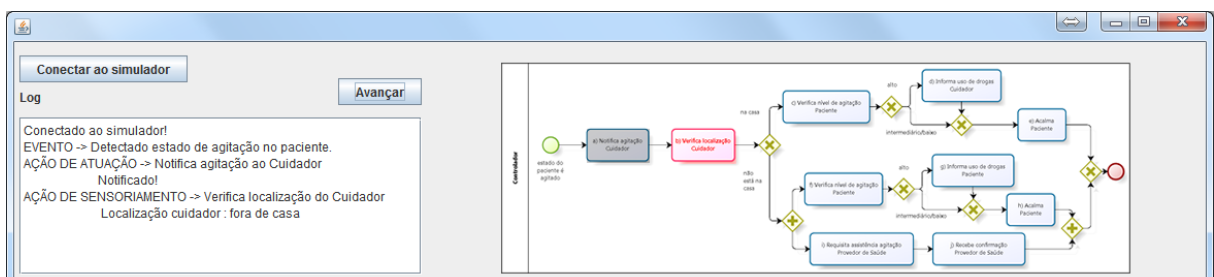 Conectar ao simulador
Avançar
Log
Conectado ao simulador!
EVENTO -> Detectado estado de agitação no paciente.
AÇÃO DE ATUAÇÃO -> Notifica agitação ao Cuidador
Notificado!
AÇÃO DE SENSORIAMENTO -> Verifica localização do Cuidador
Localização cuidador : fora de casa
Controlador
estado do
paciente é
agitado
a) Notifica agitação
Cuidador
b) Verifica localização
Cuidador
na casa
não
está na
casa
c) Verifica nível de agitação
Paciente
alto
intermediário/baixo
d) Informa uso de drogas
Cuidador
e) Acalma
Paciente
f) Verifica nível de agitação
Paciente
alto
intermediário/baixo
g) Informa uso de drogas
Paciente
h) Acalma
Paciente
i) Requisita assistência agitação
Provedor de Saúde
j) Recebe confirmação
Provedor de Saúde